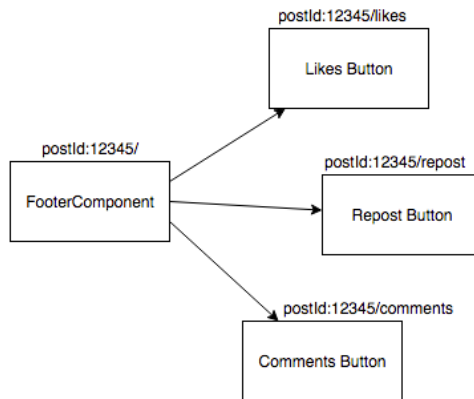 postId:12345/likes
Likes Button
postId:12345/
FooterComponent
postId:12345/repost
Repost Button
postId:12345/comments
Comments Button